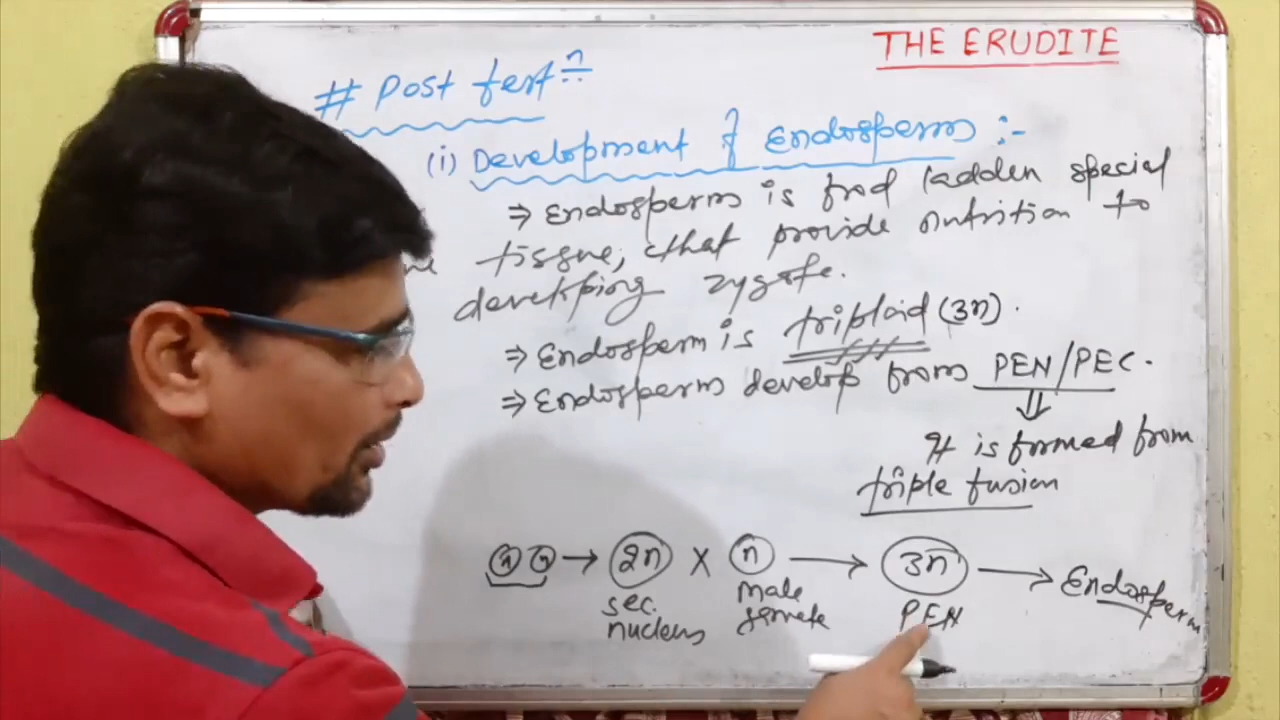 THE ERUDITE
# Post fertⁿ
(i) Development of Endosperm :-
⇒ Endosperm is food ladden special
tissue, that provide nutrition to
developing zygote.
⇒ Endosperm is triploid (3n).
⇒ Endosperm develop from PEN/PEC.
⇓
It is formed from
triple fusion
n n → 2n X n → 3n → Endosperm
sec. nucleus
male gamete
PEN